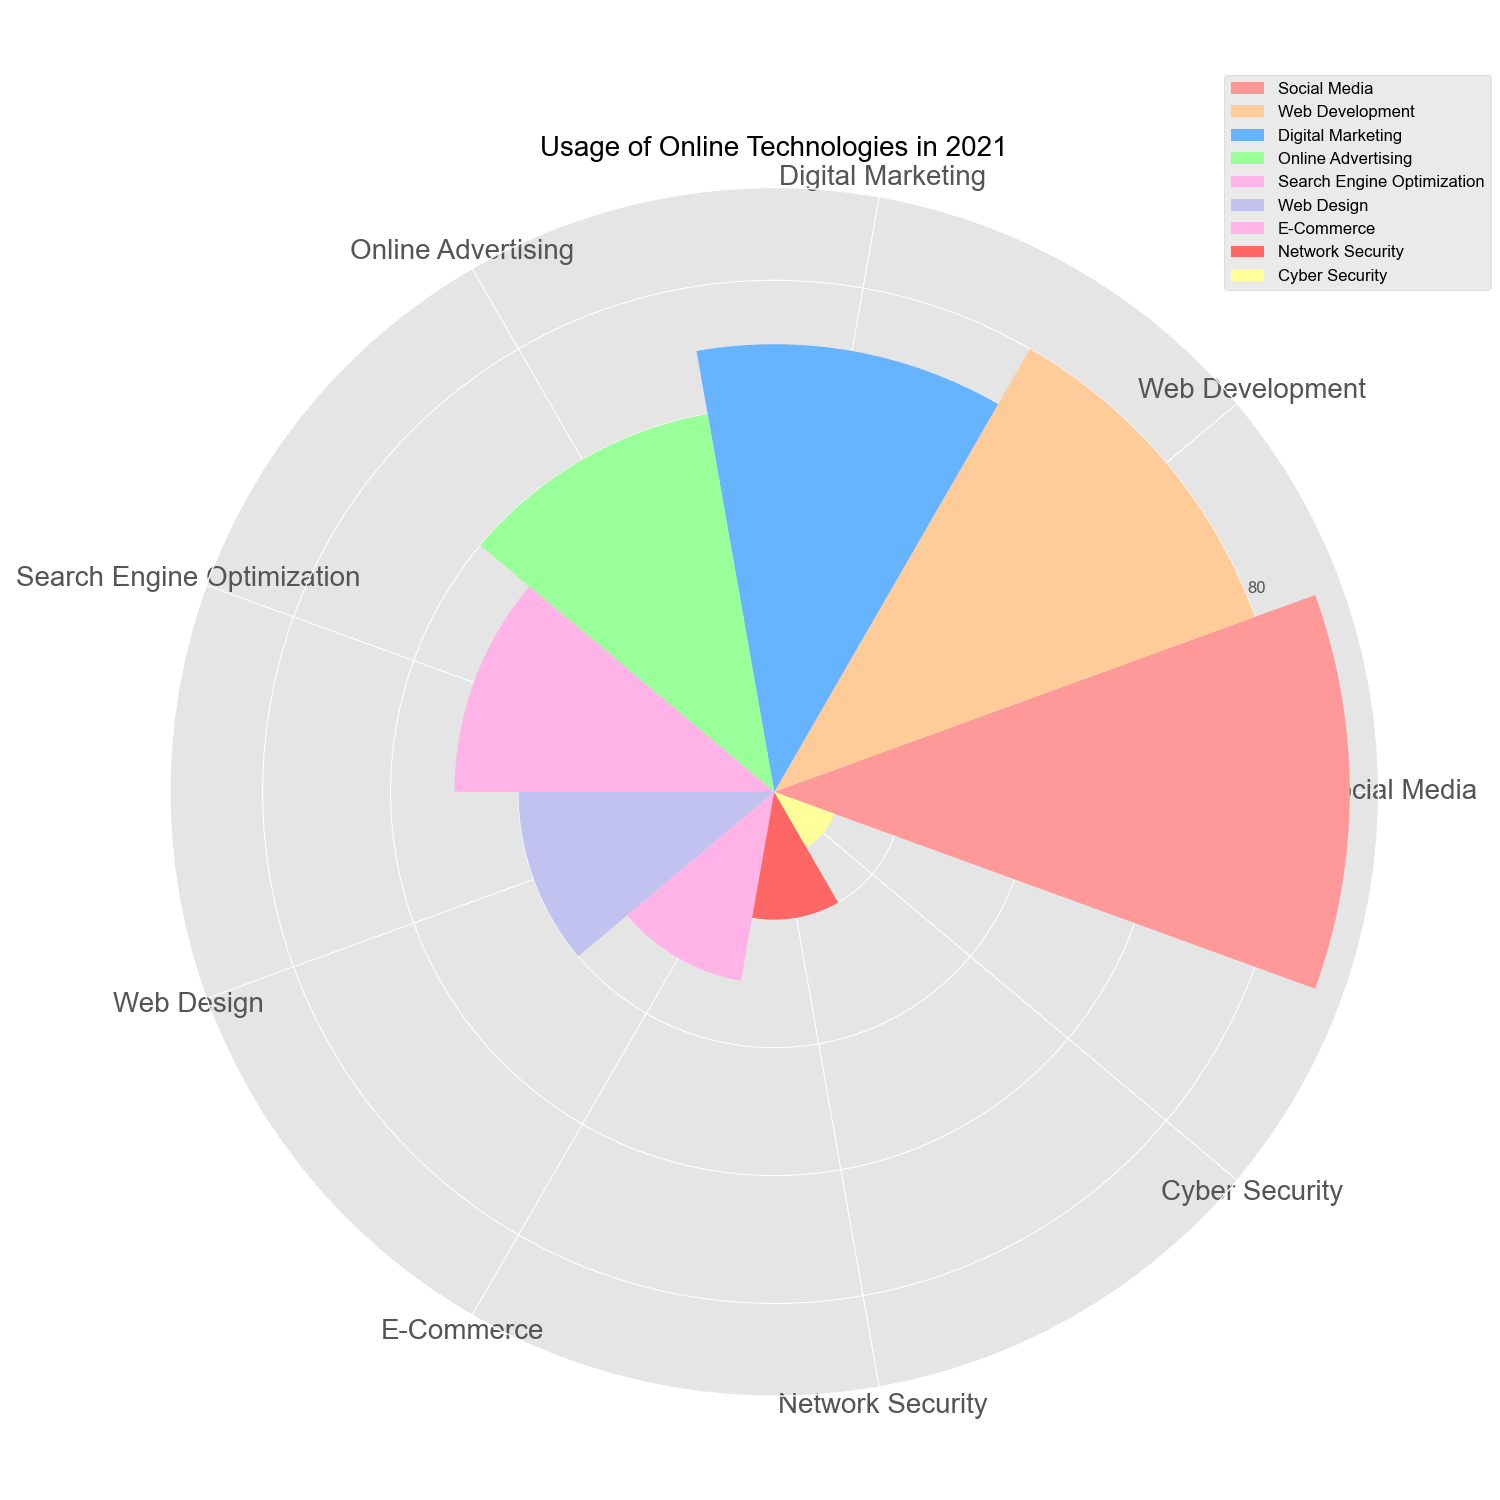 Social Media
Web Development
Digital Marketing
Online Advertising
Search Engine Optimization
Web Design
E-Commerce
Network Security
Cyber Security
Usage of Online Technologies in 2021
Digital Marketing
Online Advertising
Web Development
Search Engine Optimization
80
ocial Media
Web Design
Cyber Security
E-Commerce
Network Security